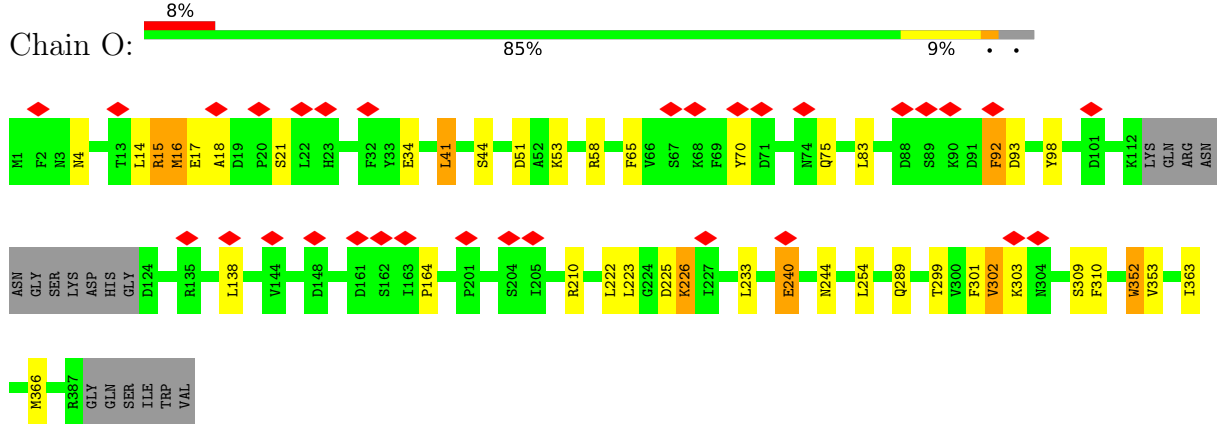 8%
Chain O:
85% 9% • •
M1 F2 N3 N4 T13 L14 R15 M16 E17 A18 D19 P20 S21 L22 H23 F32 Y33 E34 L41 S44 D51 A52 K53 R58 F65 V66 S67 K68 F69 Y70 D71 N74 Q75 L83 D88 S89 K90 D91 F92 D93 Y98 D101 K112 LYS GLN ARG ASN
ASN GLY SER LYS ASP HIS GLY D124 R135 L138 V144 D148 D161 S162 I163 P164 P201 S204 I205 R210 L222 L223 G224 D225 K226 I227 L233 E240 N244 L254 Q289 T299 V300 F301 V302 K303 N304 S309 F310 W352 V353 I363
M366 R387 GLY GLN SER ILE TRP VAL